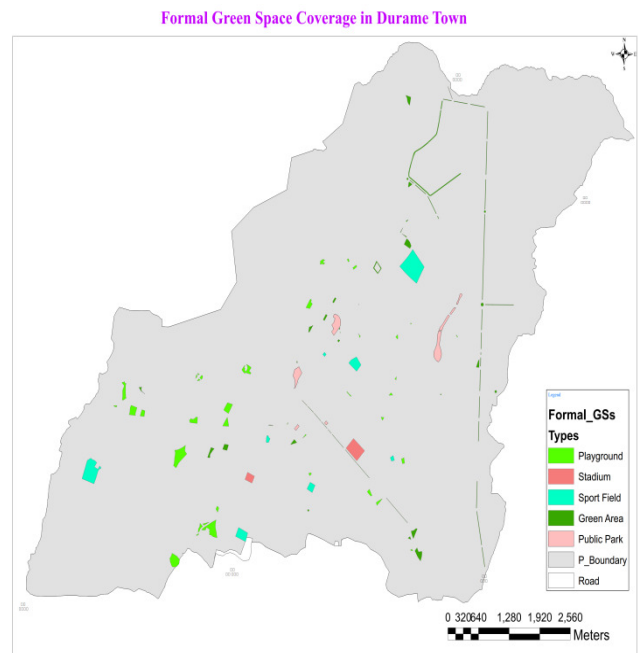 Formal Green Space Coverage in Durame Town
N
W E
S
Legend
Formal_GSs
Types
Playground
Stadium
Sport Field
Green Area
Public Park
P_Boundary
Road
0 320640 1,280 1,920 2,560
Meters